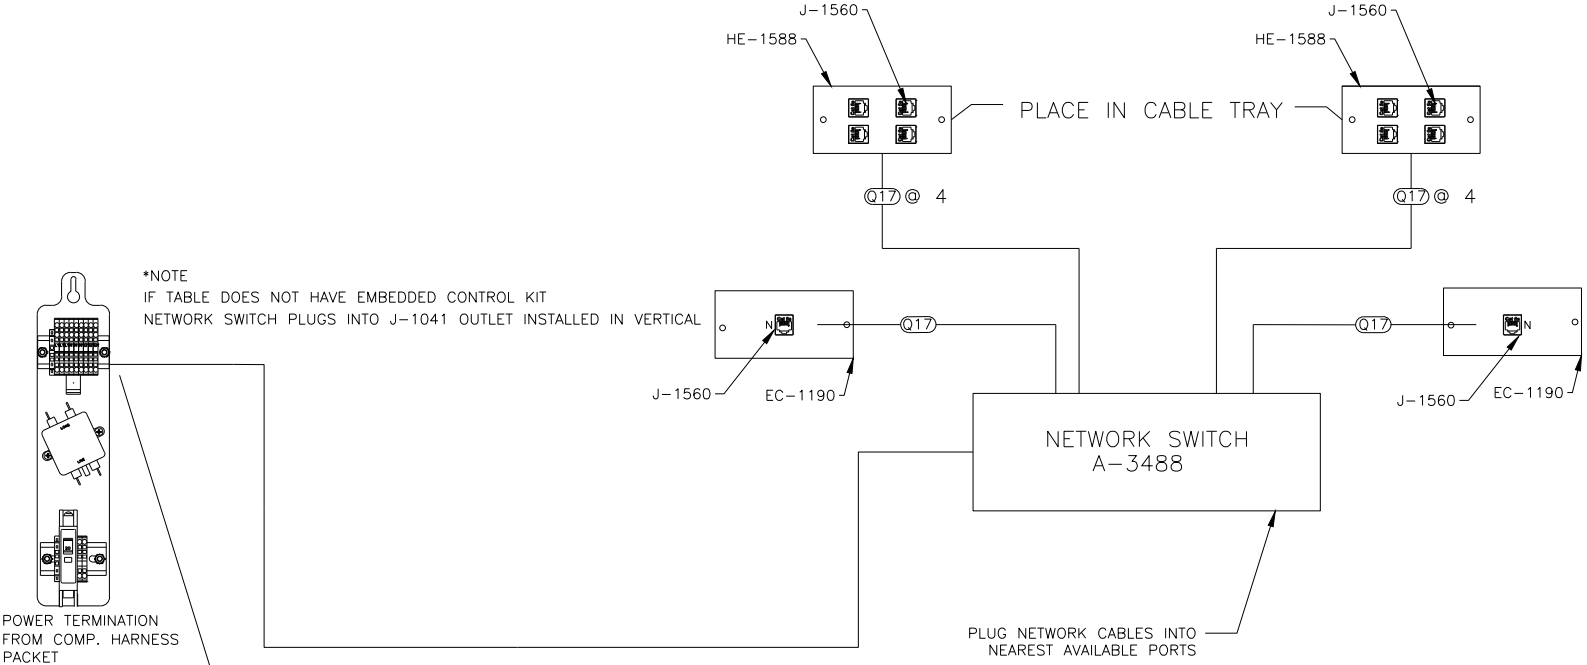 J-1560
J-1560
HE-1588
HE-1588
PLACE IN CABLE TRAY
Q17 @ 4
Q17 @ 4
*NOTE
IF TABLE DOES NOT HAVE EMBEDDED CONTROL KIT
NETWORK SWITCH PLUGS INTO J-1041 OUTLET INSTALLED IN VERTICAL
N
Q17
Q17
N
J-1560
EC-1190
J-1560
EC-1190
NETWORK SWITCH
A-3488
LOAD
LINE
POWER TERMINATION
FROM COMP. HARNESS
PACKET
PLUG NETWORK CABLES INTO
NEAREST AVAILABLE PORTS